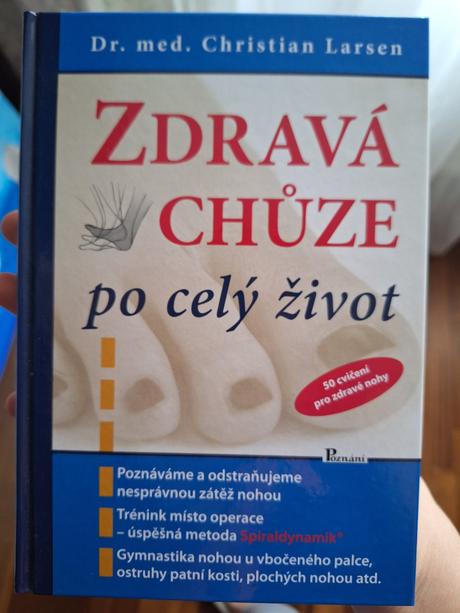 Dr. med. Christian Larsen
ZDRAVÁ
CHŮZE
po celý život
50 cvičení
pro zdravé nohy
Poznání
Poznáváme a odstraňujeme
nesprávnou zátěž nohou
Trénink místo operace
– úspěšná metoda Spiraldynamik®
Gymnastika nohou u vbočeného palce,
ostruhy patní kosti, plochých nohou atd.